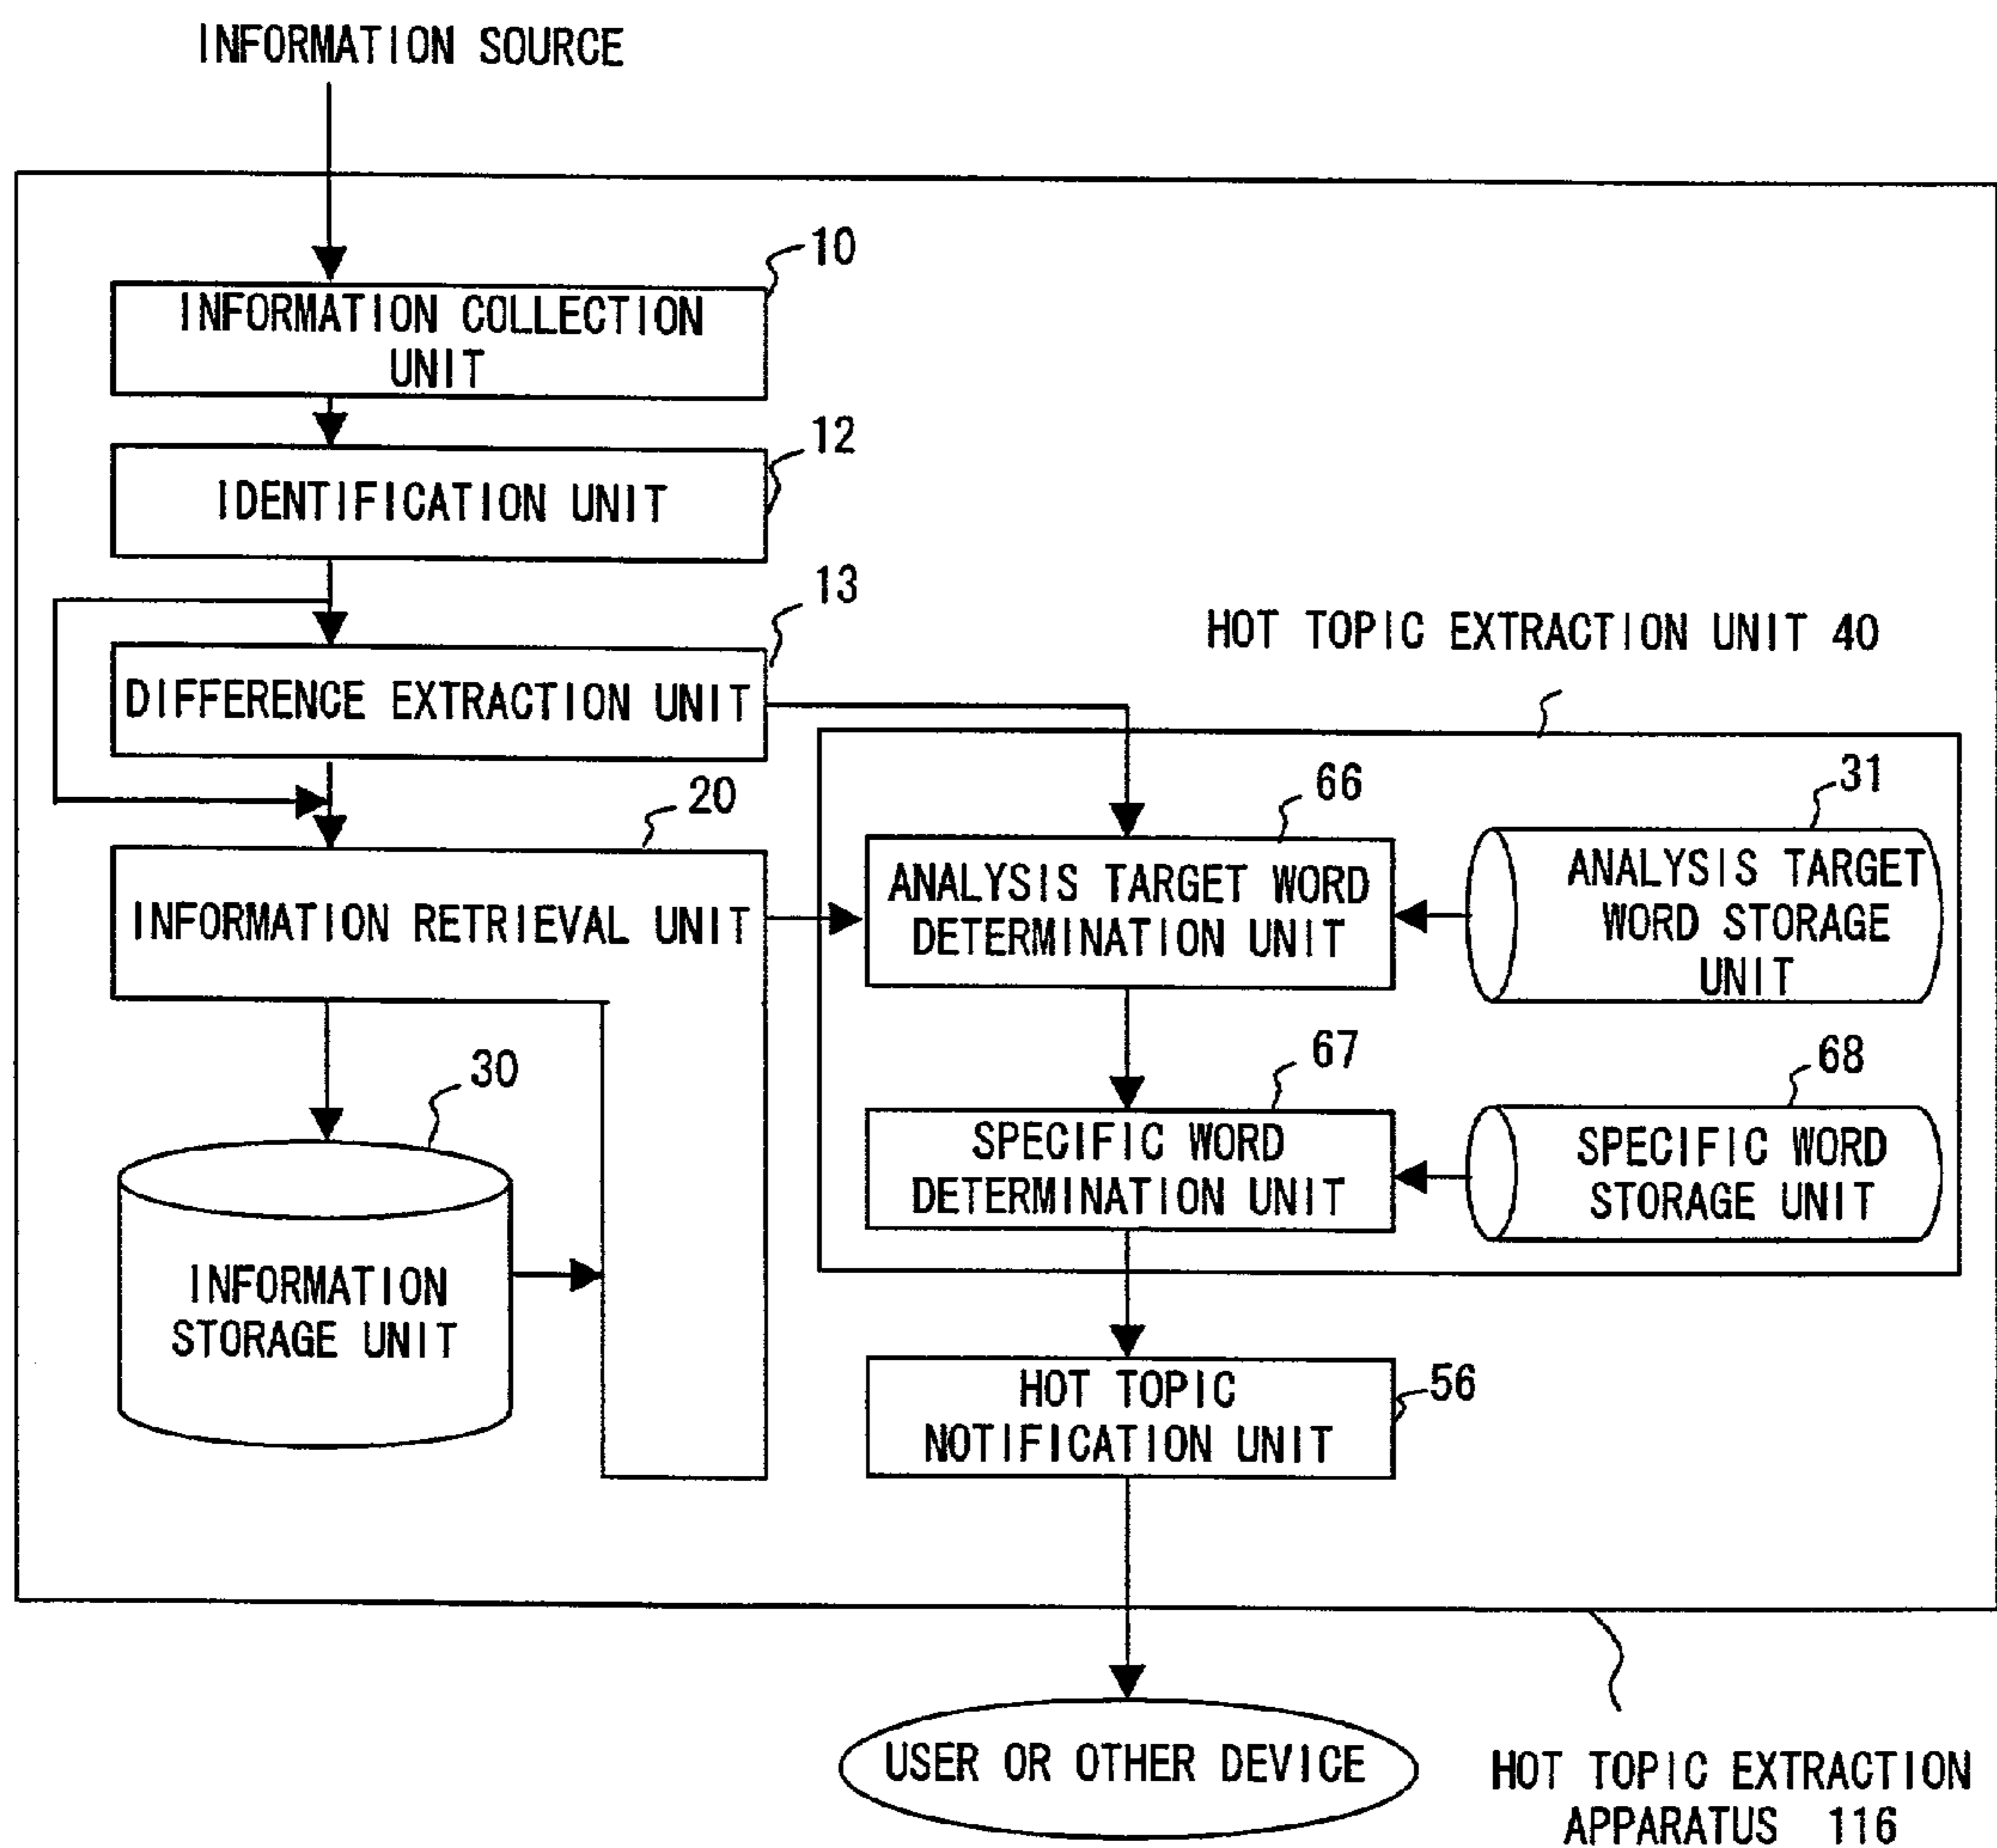 INFORMATION SOURCE
10
INFORMATION COLLECTION
UNIT
12
IDENTIFICATION UNIT
13
DIFFERENCE EXTRACTION UNIT
HOT TOPIC EXTRACTION UNIT 40
20
INFORMATION RETRIEVAL UNIT
66
ANALYSIS TARGET WORD
DETERMINATION UNIT
31
ANALYSIS TARGET
WORD STORAGE
UNIT
30
INFORMATION
STORAGE UNIT
67
SPECIFIC WORD
DETERMINATION UNIT
68
SPECIFIC WORD
STORAGE UNIT
HOT TOPIC
NOTIFICATION UNIT
56
USER OR OTHER DEVICE
HOT TOPIC EXTRACTION
APPARATUS 116